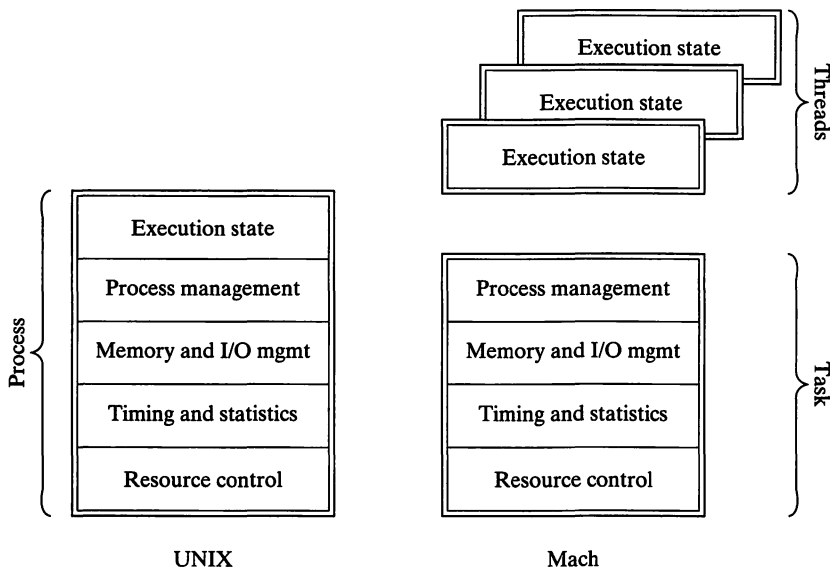 Execution state
Execution state
Execution state
Threads
Process
Execution state
Process management
Memory and I/O mgmt
Timing and statistics
Resource control
UNIX
Process management
Memory and I/O mgmt
Timing and statistics
Resource control
Task
Mach